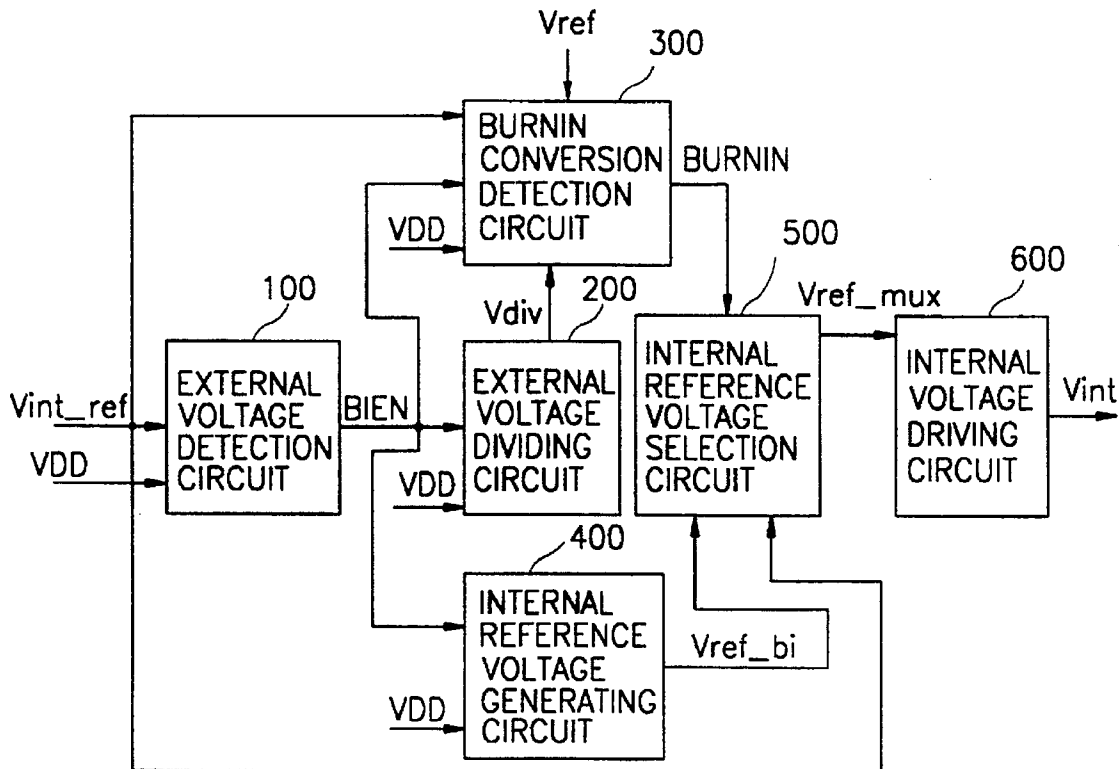 Vref
300
BURNIN
CONVERSION
DETECTION
CIRCUIT
BURNIN
VDD
100
Vdiv
200
500
Vref_mux
600
Vint_ref
VDD
EXTERNAL
VOLTAGE
DETECTION
CIRCUIT
BIEN
EXTERNAL
VOLTAGE
DIVIDING
CIRCUIT
VDD
INTERNAL
REFERENCE
VOLTAGE
SELECTION
CIRCUIT
INTERNAL
VOLTAGE
DRIVING
CIRCUIT
Vint
400
INTERNAL
REFERENCE
VOLTAGE
GENERATING
CIRCUIT
VDD
Vref_bi